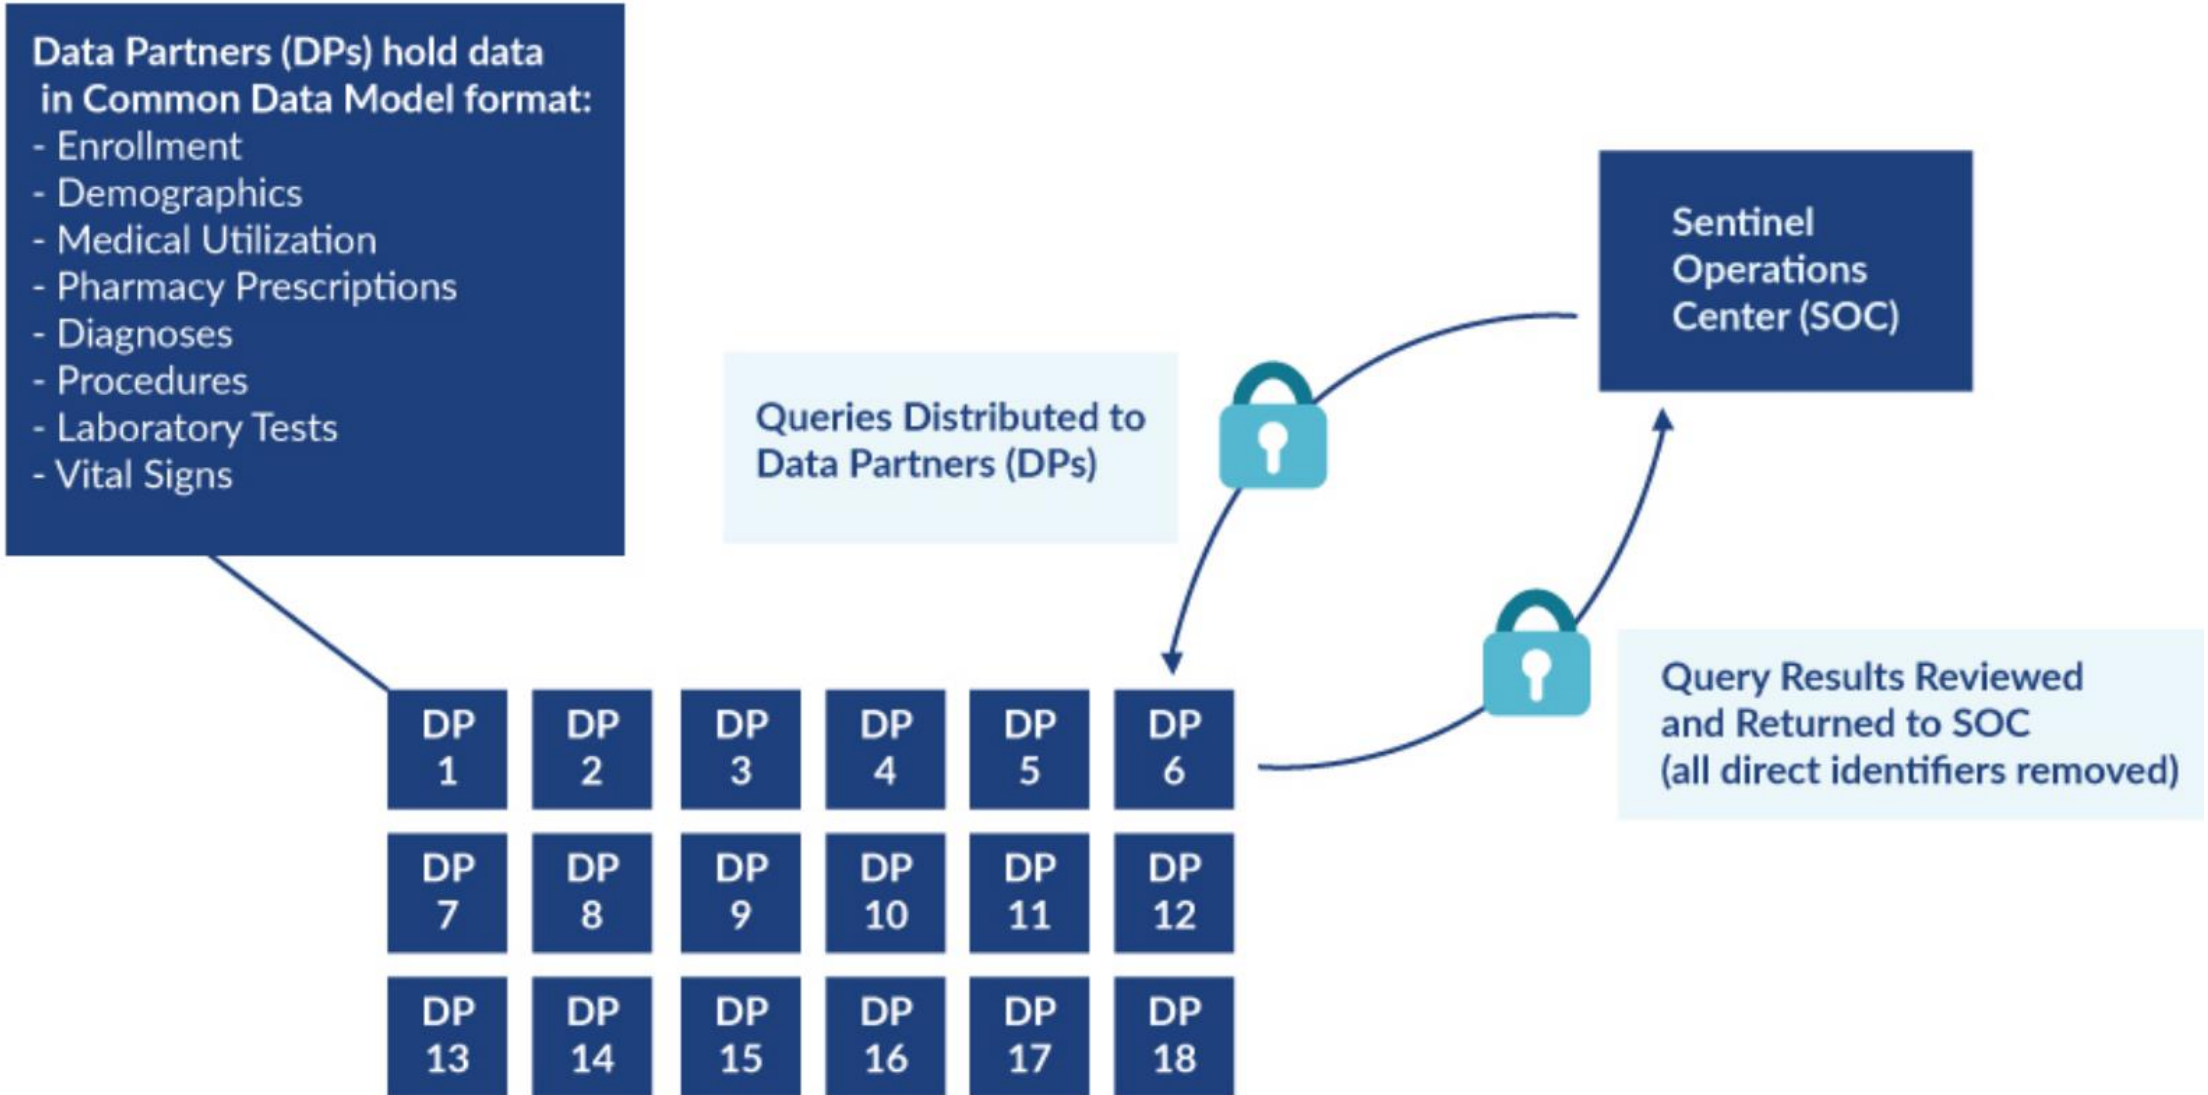 Data Partners (DPs) hold data
in Common Data Model format:
- Enrollment
- Demographics
- Medical Utilization
- Pharmacy Prescriptions
- Diagnoses
- Procedures
- Laboratory Tests
- Vital Signs
Sentinel
Operations
Center (SOC)
Queries Distributed to
Data Partners (DPs)
Query Results Reviewed
and Returned to SOC
(all direct identifiers removed)
DP
1
DP
2
DP
3
DP
4
DP
5
DP
6
DP
7
DP
8
DP
9
DP
10
DP
11
DP
12
DP
13
DP
14
DP
15
DP
16
DP
17
DP
18